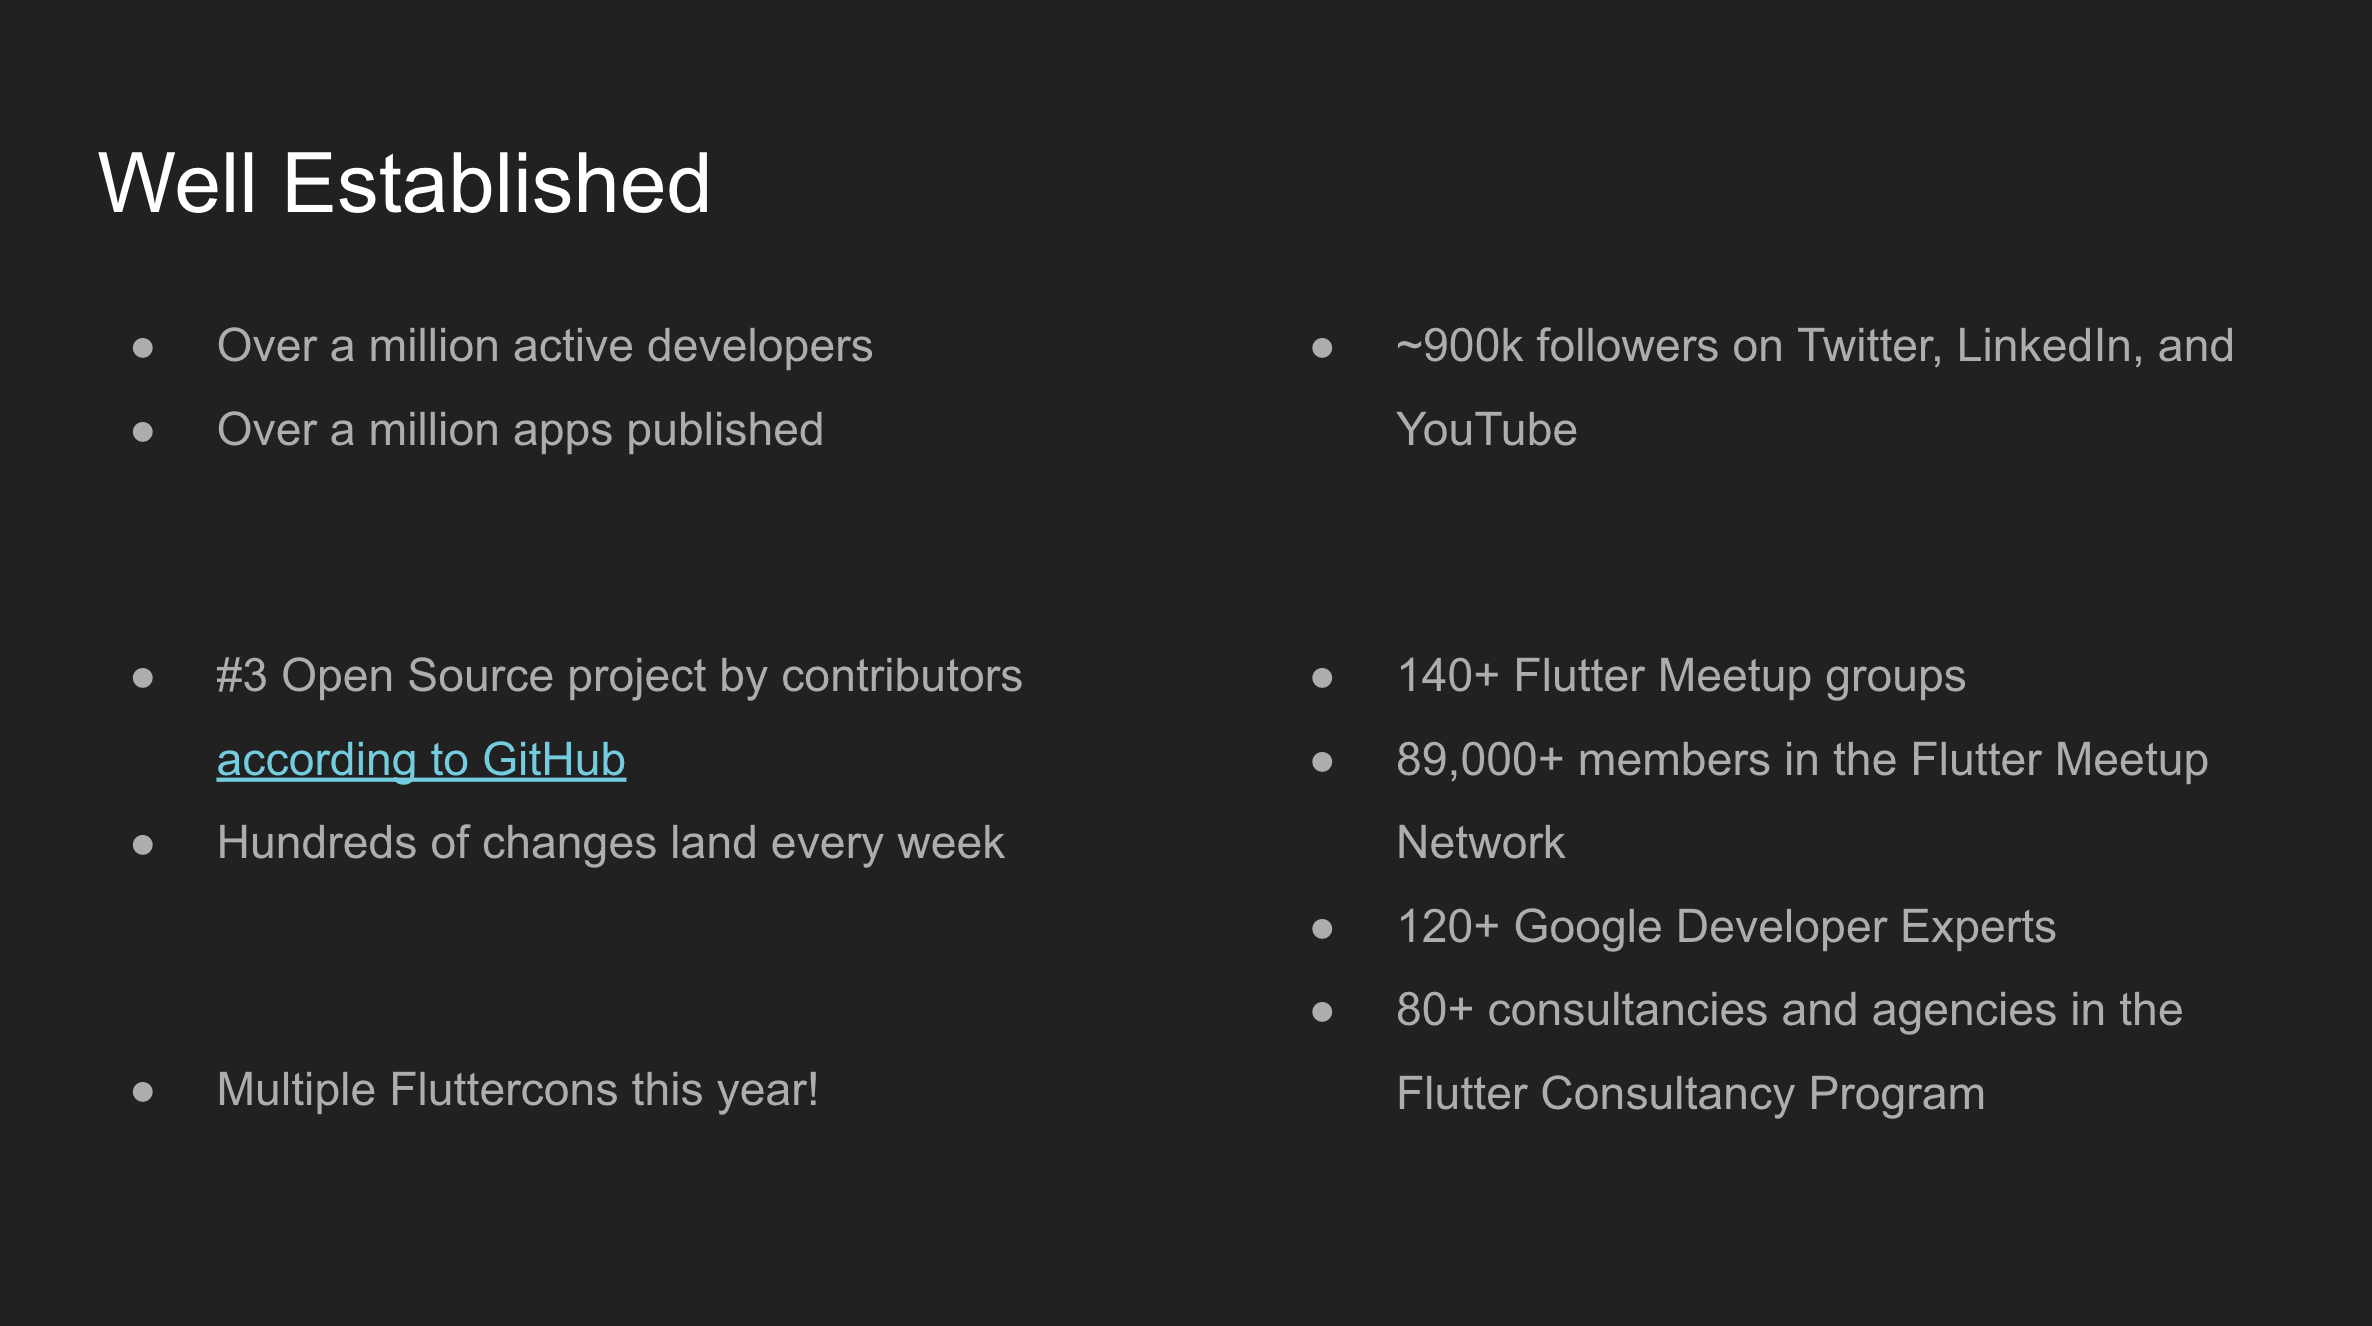 Well Established
● Over a million active developers
● Over a million apps published
● #3 Open Source project by contributors
according to GitHub
● Hundreds of changes land every week
● Multiple Fluttercons this year!
● ~900k followers on Twitter, LinkedIn, and
YouTube
● 140+ Flutter Meetup groups
● 89,000+ members in the Flutter Meetup
Network
● 120+ Google Developer Experts
● 80+ consultancies and agencies in the
Flutter Consultancy Program